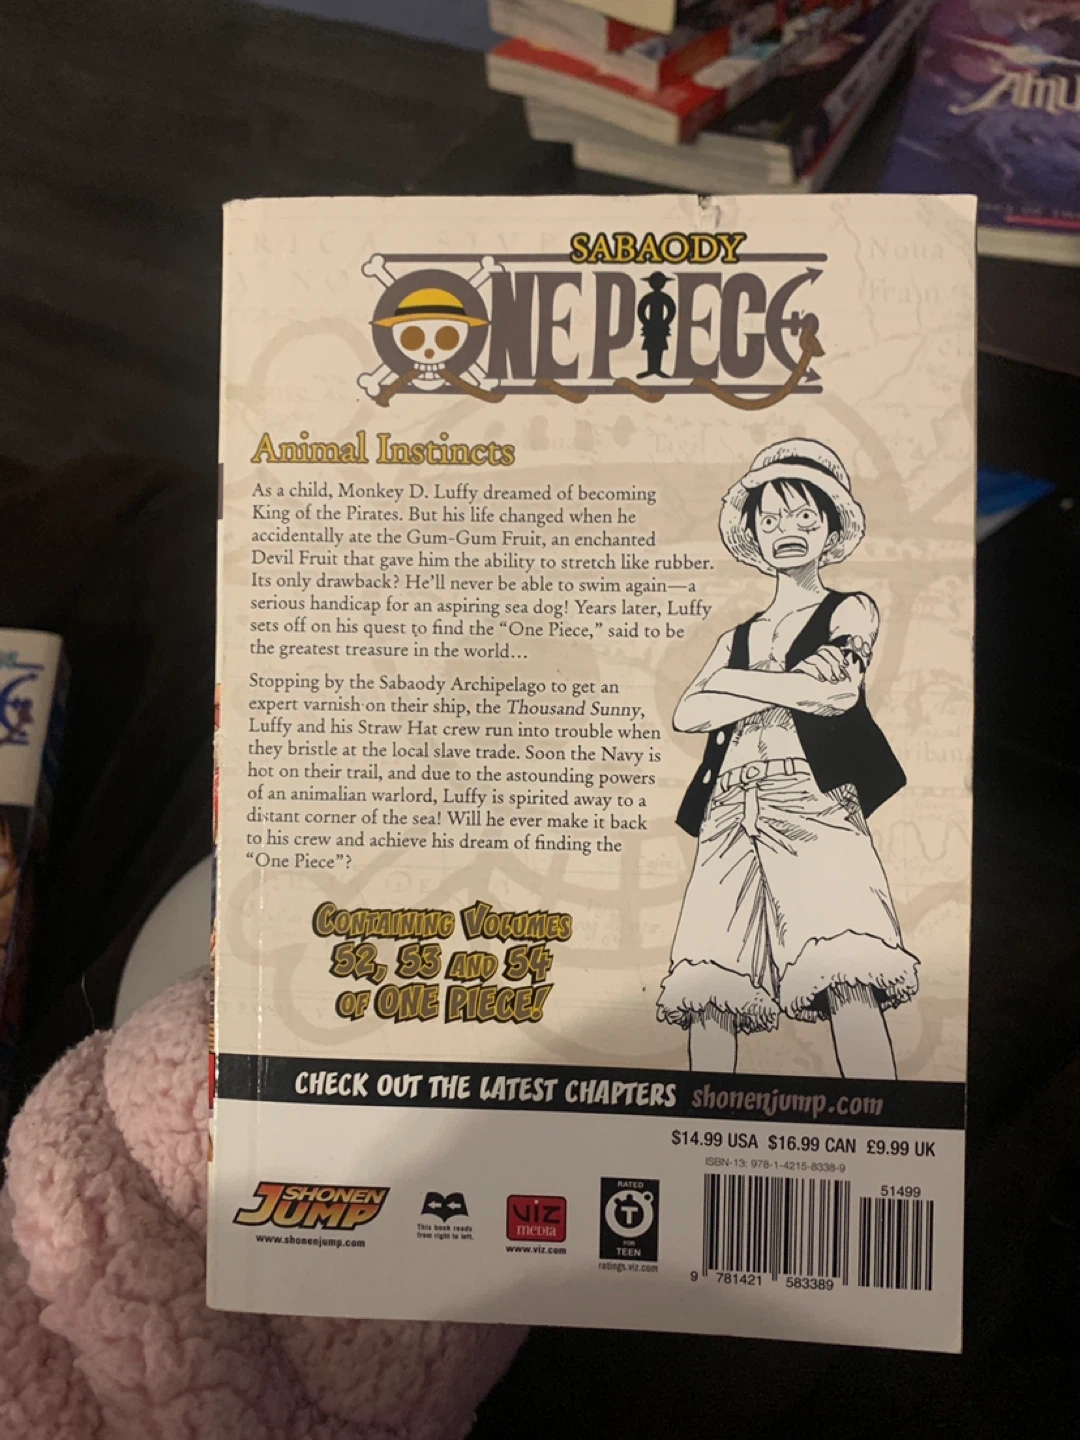 AMU
SABAODY
ONE PIECE
Animal Instincts
As a child, Monkey D. Luffy dreamed of becoming
King of the Pirates. But his life changed when he
accidentally ate the Gum-Gum Fruit, an enchanted
Devil Fruit that gave him the ability to stretch like rubber.
Its only drawback? He'll never be able to swim again—a
serious handicap for an aspiring sea dog! Years later, Luffy
sets off on his quest to find the “One Piece,” said to be
the greatest treasure in the world…
Stopping by the Sabaody Archipelago to get an
expert varnish on their ship, the Thousand Sunny,
Luffy and his Straw Hat crew run into trouble when
they bristle at the local slave trade. Soon the Navy is
hot on their trail, and due to the astounding powers
of an animalian warlord, Luffy is spirited away to a
distant corner of the sea! Will he ever make it back
to his crew and achieve his dream of finding the
“One Piece”?
CONTAINING VOLUMES
52, 53 AND 54
OF ONE PIECE!
CHECK OUT THE LATEST CHAPTERS shonenjump.com
$14.99 USA $16.99 CAN £9.99 UK
ISBN-13: 978-1-4215-8338-9
51499
SHONEN
JUMP
www.shonenjump.com
This book reads
from right to left.
VIZ
media
www.viz.com
RATED
T
FOR
TEEN
ratings.viz.com
9 781421 583389